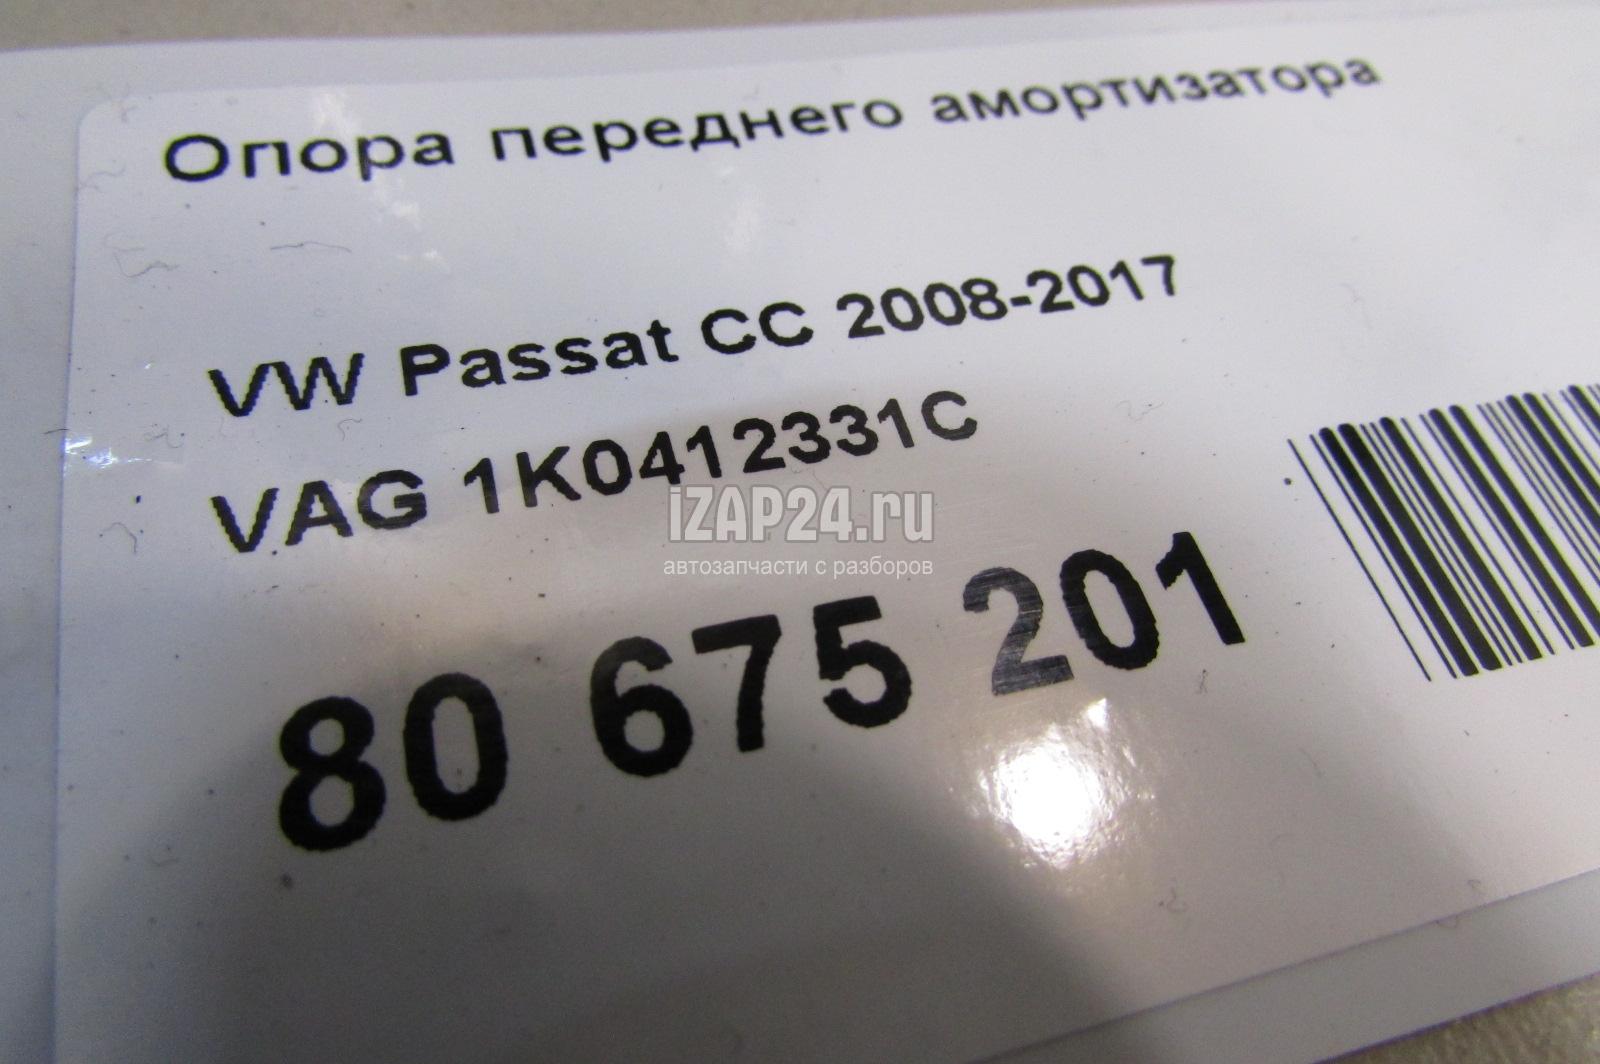 Опора переднего амортизатора
VW Passat CC 2008-2017
VAG 1K0412331C
iZAP24.ru
автозапчасти с разборов
80 675 201